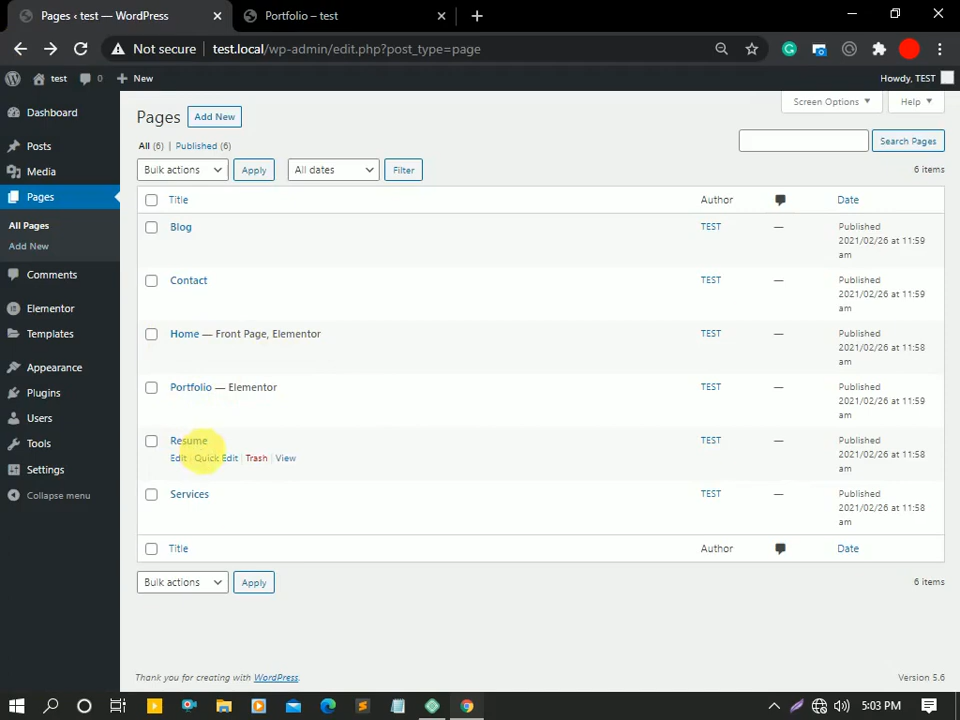 Pages ‹ test — WordPress
Portfolio – test
Not secure
test.local/wp-admin/edit.php?post_type=page
test
0
New
Howdy, TEST
Dashboard
Posts
Media
Pages
All Pages
Add New
Comments
Elementor
Templates
Appearance
Plugins
Users
Tools
Settings
Collapse menu
Screen Options
Help
Pages
Add New
All (6) | Published (6)
Search Pages
Bulk actions
Apply
All dates
Filter
6 items
Title
Author
Date
Blog
TEST
—
Published
2021/02/26 at 11:59
am
Contact
TEST
—
Published
2021/02/26 at 11:59
am
Home — Front Page, Elementor
TEST
—
Published
2021/02/26 at 11:58
am
Portfolio — Elementor
TEST
—
Published
2021/02/26 at 11:59
am
Resume
Edit | Quick Edit | Trash | View
TEST
—
Published
2021/02/26 at 11:58
am
Services
TEST
—
Published
2021/02/26 at 11:58
am
Title
Author
Date
Bulk actions
Apply
6 items
Thank you for creating with WordPress.
Version 5.6
5:03 PM